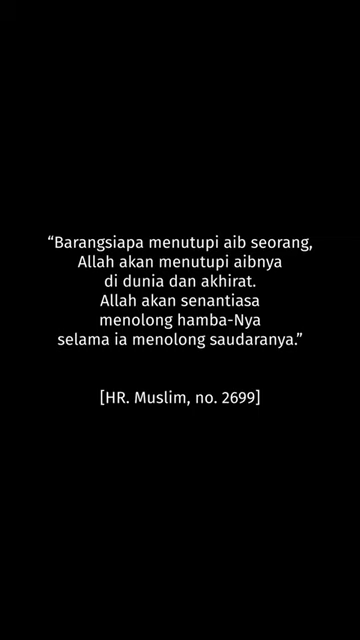 “Barangsiapa menutupi aib seorang,
Allah akan menutupi aibnya
di dunia dan akhirat.
Allah akan senantiasa
menolong hamba-Nya
selama ia menolong saudaranya.”
[HR. Muslim, no. 2699]